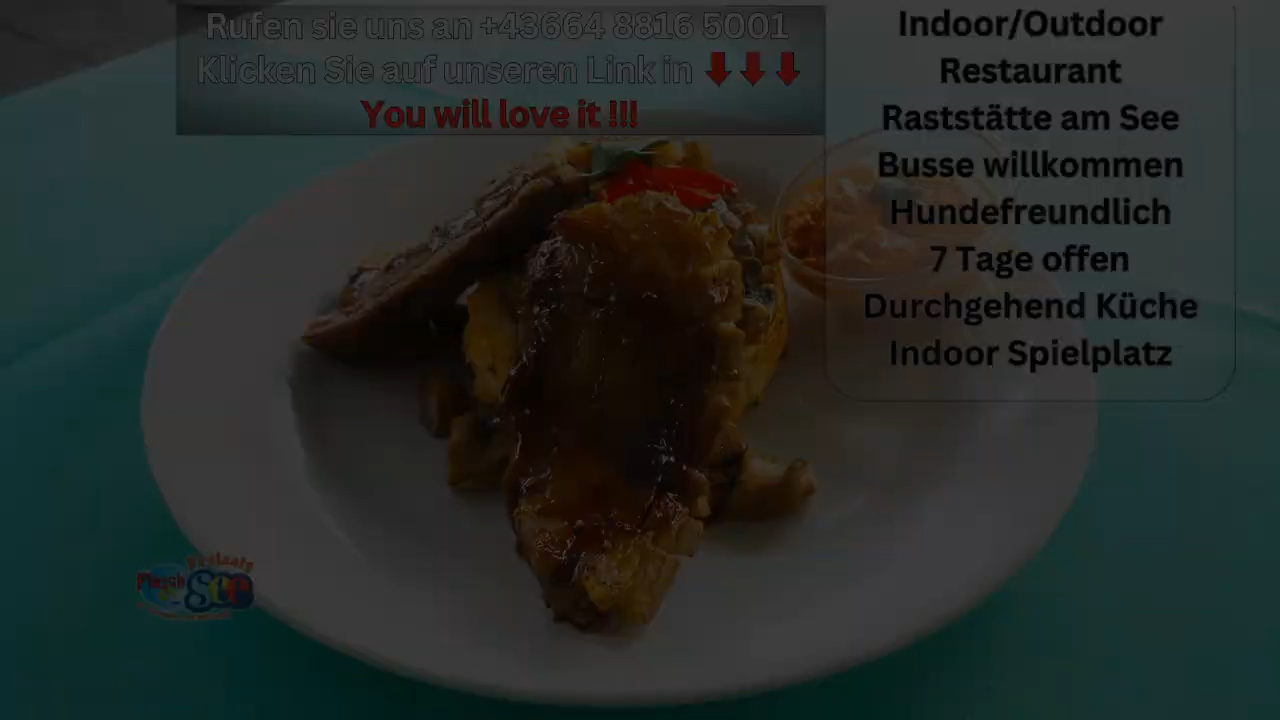 Rufen sie uns an +43664 8816 5001
Klicken Sie auf unseren Link in
You will love it !!!
Indoor/Outdoor
Restaurant
Raststätte am See
Busse willkommen
Hundefreundlich
7 Tage offen
Durchgehend Küche
Indoor Spielplatz
See